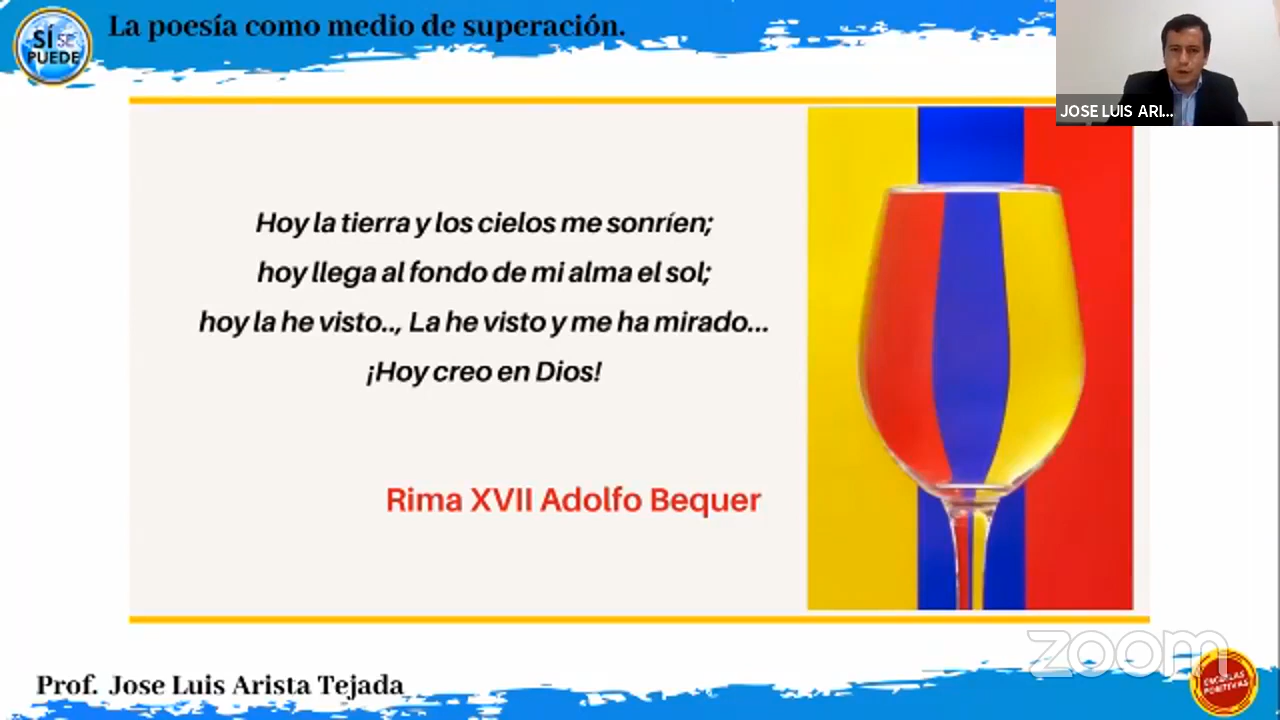 SÍ SE
PUEDE
La poesía como medio de superación.
JOSE LUIS ARI...
Hoy la tierra y los cielos me sonríen;
hoy llega al fondo de mi alma el sol;
hoy la he visto.., La he visto y me ha mirado...
¡Hoy creo en Dios!
Rima XVII Adolfo Bequer
zoom
Prof. Jose Luis Arista Tejada
ESCUELAS
POSITIVAS